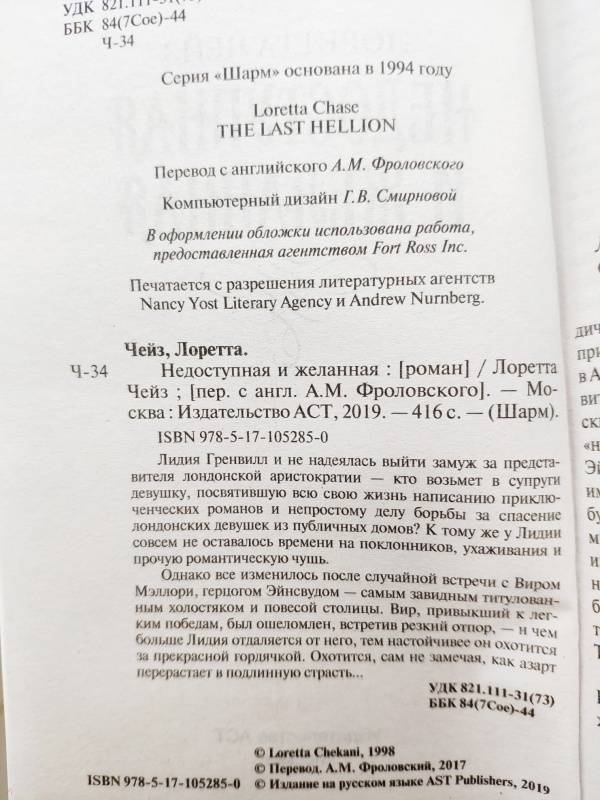 УДК 821.111-31(73)
ББК 84(7Сое)-44
Ч-34
Серия «Шарм» основана в 1994 году
Loretta Chase
THE LAST HELLION
Перевод с английского А.М. Фроловского
Компьютерный дизайн Г.В. Смирновой
В оформлении обложки использована работа,
предоставленная агентством Fort Ross Inc.
Печатается с разрешения литературных агентств
Nancy Yost Literary Agency и Andrew Nurnberg.
Чейз, Лоретта.
Ч-34 Недоступная и желанная : [роман] / Лоретта
Чейз ; [пер. с англ. А.М. Фроловского]. — Мо-
сква : Издательство АСТ, 2019. — 416 с. — (Шарм).
ISBN 978-5-17-105285-0
Лидия Гренвилл и не надеялась выйти замуж за предста-
вителя лондонской аристократии — кто возьмет в супруги
девушку, посвятившую всю свою жизнь написанию приклю-
ченческих романов и непростому делу борьбы за спасение
лондонских девушек из публичных домов? К тому же у Лидии
совсем не оставалось времени на поклонников, ухаживания и
прочую романтическую чушь.
Однако все изменилось после случайной встречи с Виром
Мэллори, герцогом Эйнсвудом — самым завидным титулован-
ным холостяком и повесой столицы. Вир, привыкший к лег-
ким победам, был ошеломлен, встретив резкий отпор, — и чем
больше Лидия отдаляется от него, тем настойчивее он охотится
за прекрасной гордячкой. Охотится, сам не замечая, как азарт
перерастает в подлинную страсть...
УДК 821.111-31(73)
ББК 84(7Сое)-44
© Loretta Chekani, 1998
© Перевод. А.М. Фроловский, 2017
ISBN 978-5-17-105285-0 © Издание на русском языке AST Publishers, 2019